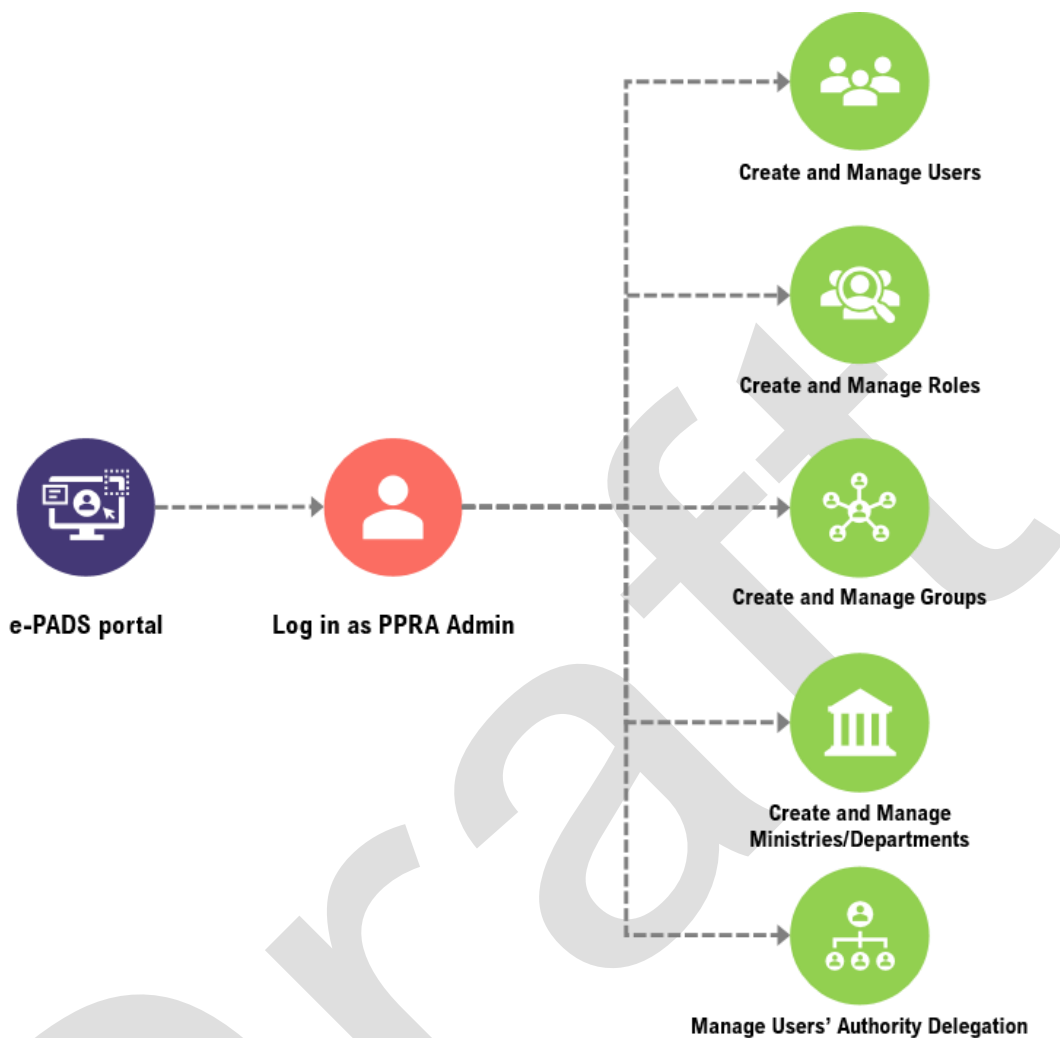 Create and Manage Users
Create and Manage Roles
e-PADS portal
Log in as PPRA Admin
Create and Manage Groups
Create and Manage
Ministries/Departments
Manage Users' Authority Delegation
Draft